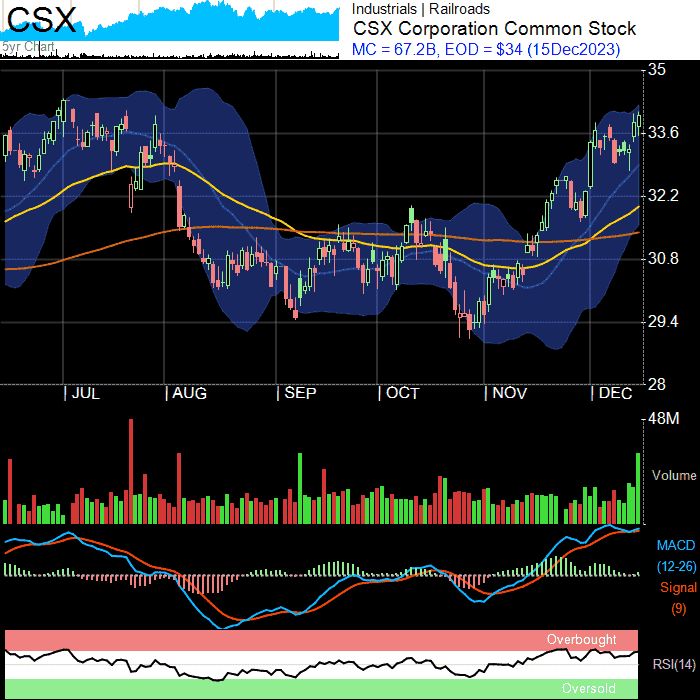 CSX
5yr Chart
Industrials | Railroads
CSX Corporation Common Stock
MC = 67.2B, EOD = $34 (15Dec2023)
35
33.6
32.2
30.8
29.4
28
| JUL | AUG | SEP | OCT | NOV | DEC
48M
Volume
MACD
(12-26)
Signal
(9)
Overbought
RSI(14)
Oversold